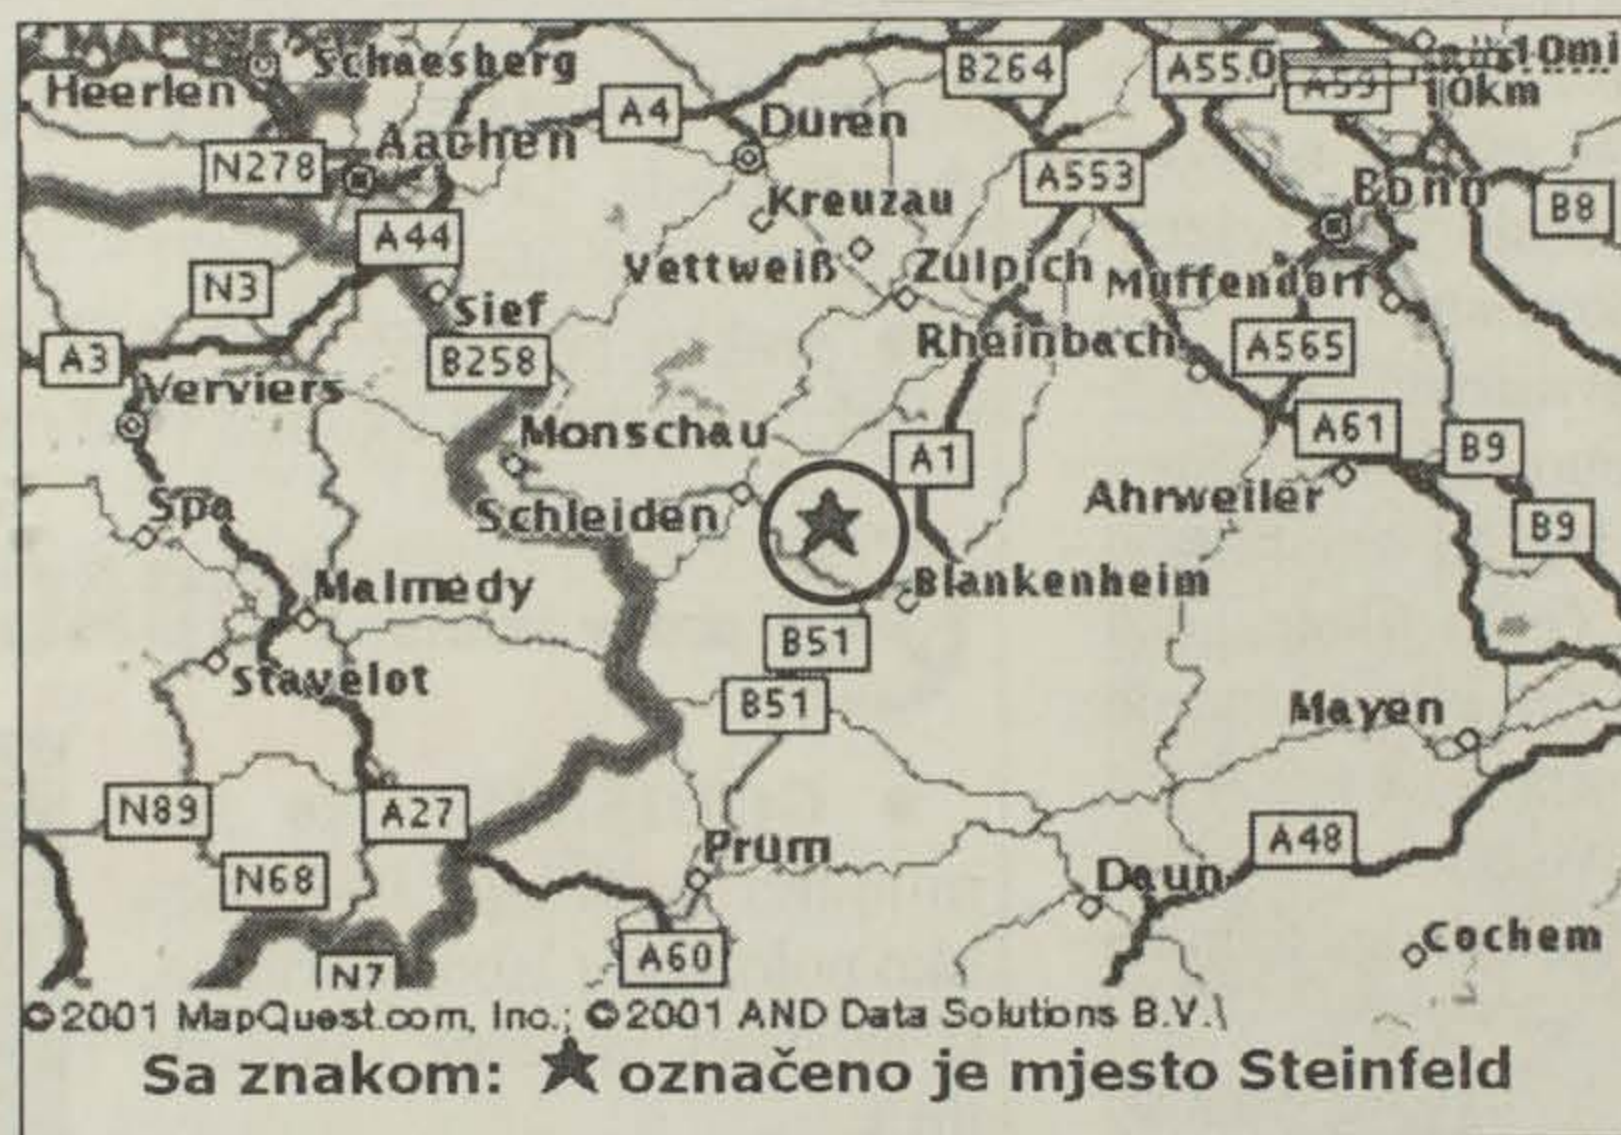 Schaesberg
Heerlen
B264
A55
0
10mi
A59
10km
A4
Duren
Aachen
N278
A553
Bonn
B8
Kreuzau
A44
Vettweiß
Zulpich
Muffendorf
N3
Sief
Rheinbach
A565
A3
B258
Verviers
Monschau
A1
A61
B9
Spa
Schleiden
Ahrweiler
B9
Malmedy
Blankenheim
B51
Stavelot
B51
Mayen
N89
A27
Prum
A48
N68
Daun
A60
Cochem
N7
©2001 MapQuest.com, Inc.; ©2001 AND Data Solutions B.V.\
Sa znakom: ★ označeno je mjesto Steinfeld